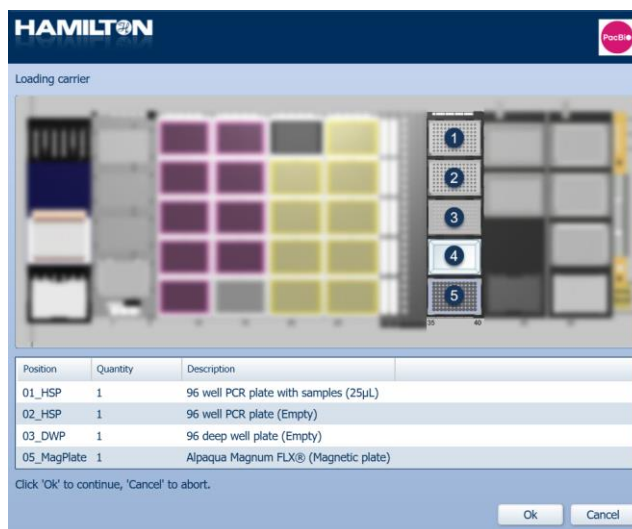 HAMILTON
PacBio
Loading carrier
1
2
3
4
5
35 40
Position Quantity Description
01_HSP 1 96 well PCR plate with samples (25µL)
02_HSP 1 96 well PCR plate (Empty)
03_DWP 1 96 deep well plate (Empty)
05_MagPlate 1 Alpaqua Magnum FLX® (Magnetic plate)
Click 'Ok' to continue, 'Cancel' to abort.
Ok Cancel